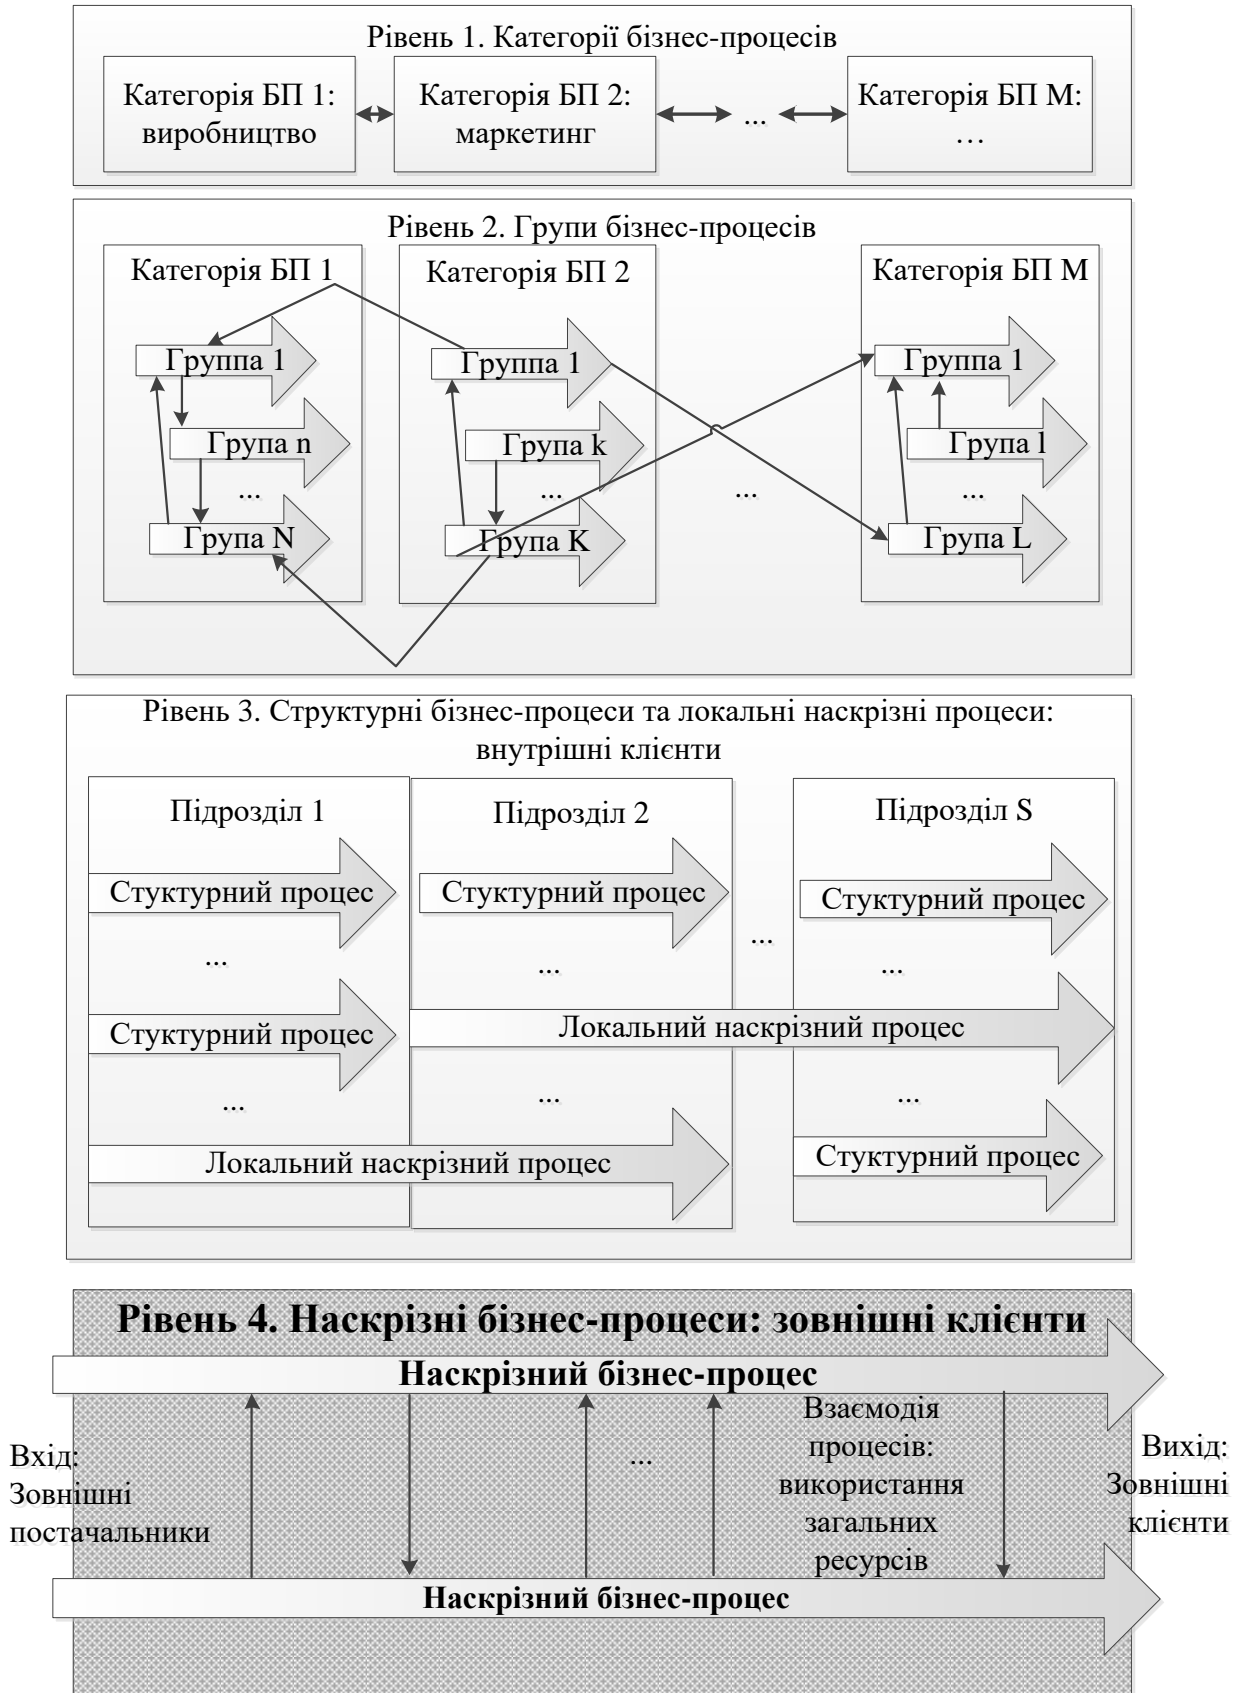 Рівень 1. Категорії бізнес-процесів
Категорія БП 1:
виробництво
Категорія БП 2:
маркетинг
...
Категорія БП М:
…
Рівень 2. Групи бізнес-процесів
Категорія БП 1
Группа 1
Група n
...
Група N
Категорія БП 2
Группа 1
Група k
...
Група K
...
Категорія БП М
Группа 1
Група l
...
Група L
Рівень 3. Структурні бізнес-процеси та локальні наскрізні процеси:
внутрішні клієнти
Підрозділ 1
Підрозділ 2
Підрозділ S
Стуктурний процес
Стуктурний процес
Стуктурний процес
...
...
...
...
Стуктурний процес
Локальний наскрізний процес
...
...
...
Локальний наскрізний процес
Стуктурний процес
Рівень 4. Наскрізні бізнес-процеси: зовнішні клієнти
Наскрізний бізнес-процес
Вхід:
Зовнішні
постачальники
...
Взаємодія
процесів:
використання
загальних
ресурсів
Вихід:
Зовнішні
клієнти
Наскрізний бізнес-процес